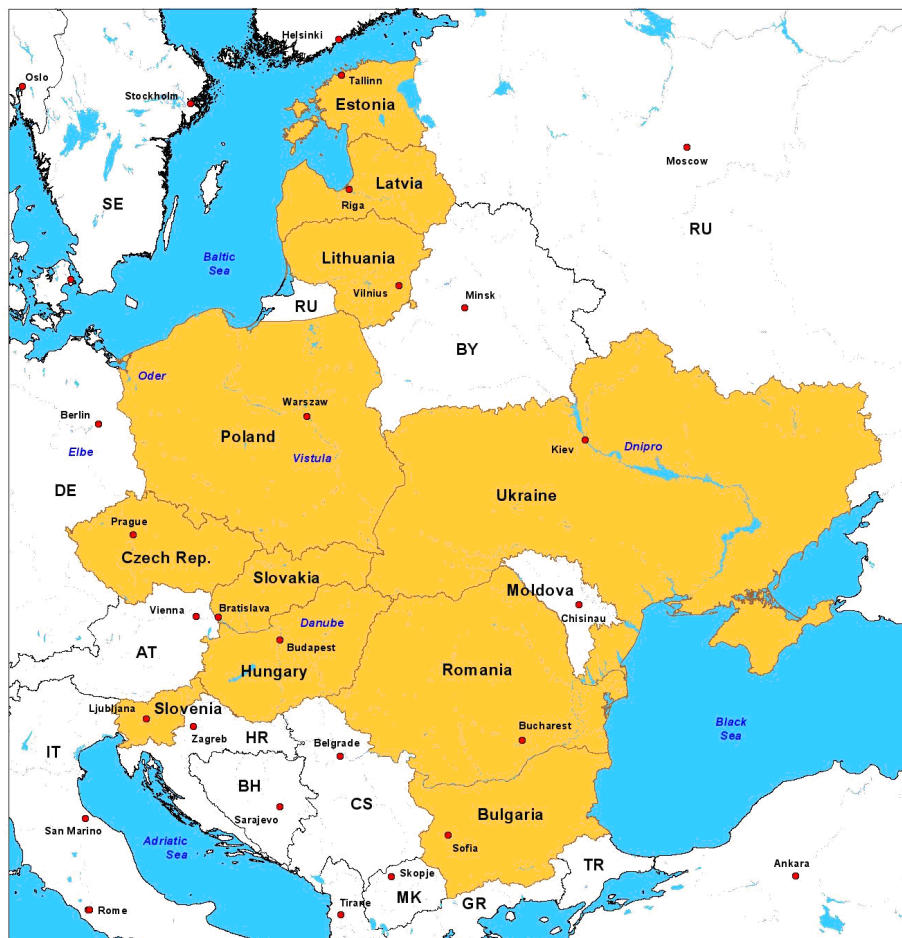 Helsinki
Oslo
Tallinn
Stockholm
Estonia
Moscow
Latvia
Riga
SE
RU
Baltic
Sea
Lithuania
Vilnius
Minsk
RU
BY
Oder
Warszaw
Berlin
Poland
Kiev
Dnipro
Elbe
Vistula
DE
Ukraine
Prague
Czech Rep.
Slovakia
Moldova
Vienna
Bratislava
Danube
Chisinau
Budapest
AT
Hungary
Romania
Ljubljana
Slovenia
Zagreb
HR
Bucharest
Black
Sea
IT
Belgrade
BH
CS
Sarajevo
Bulgaria
San Marino
Adriatic
Sea
Sofia
Skopje
TR
Ankara
MK
GR
Rome
Tirane